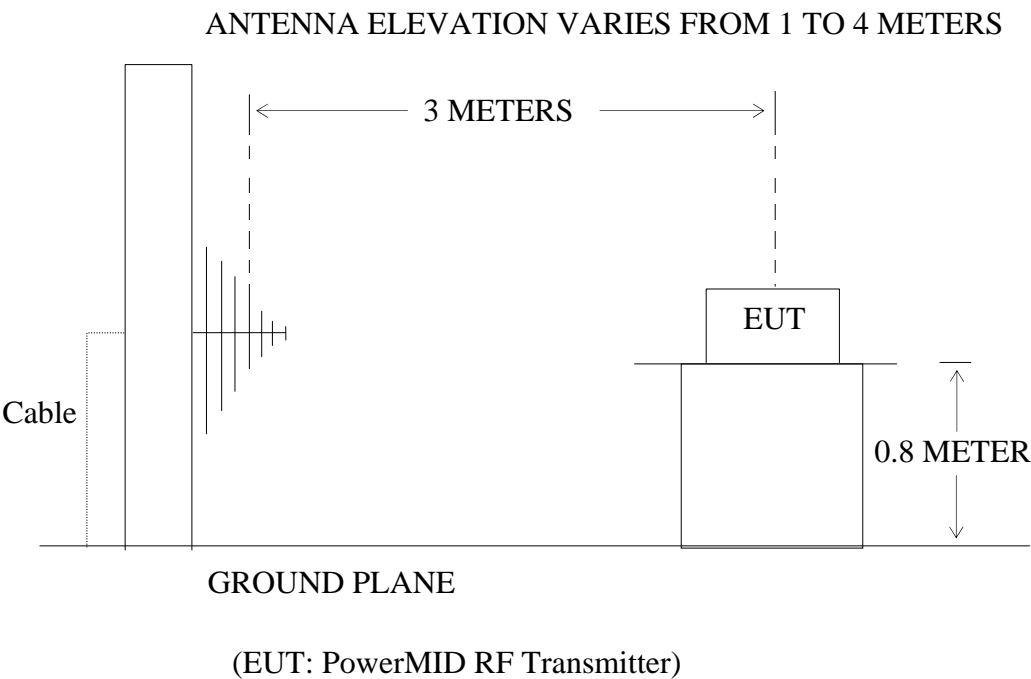 ANTENNA ELEVATION VARIES FROM 1 TO 4 METERS
3 METERS
EUT
Cable
0.8 METER
GROUND PLANE
(EUT: PowerMID RF Transmitter)